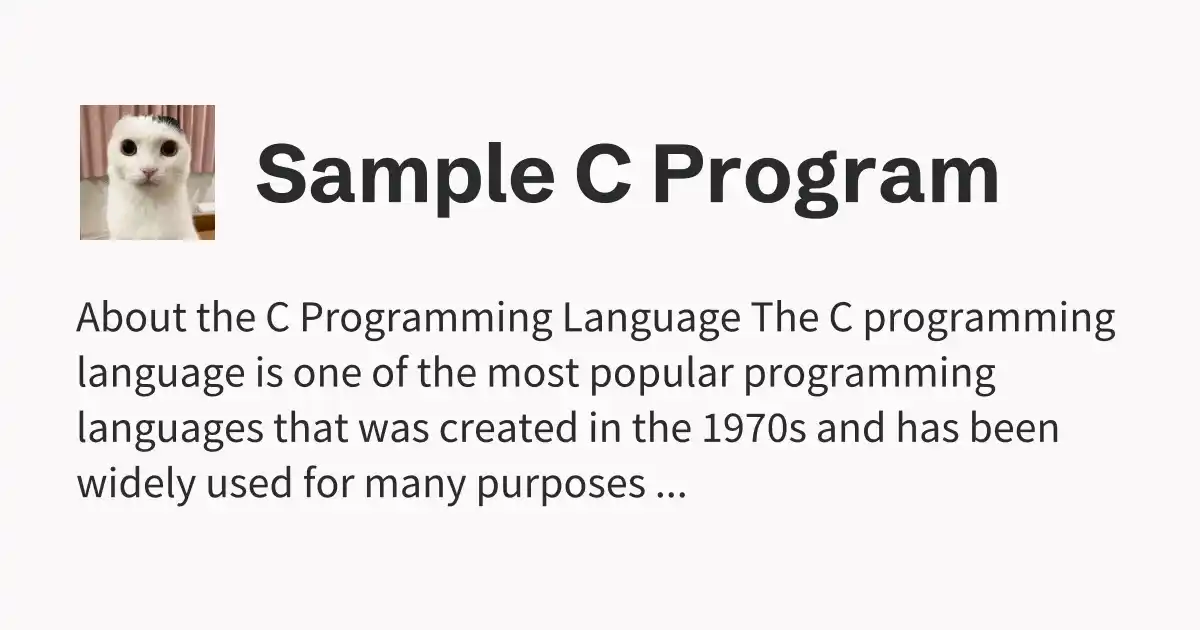 Sample C Program
About the C Programming Language The C programming
language is one of the most popular programming
languages that was created in the 1970s and has been
widely used for many purposes ...